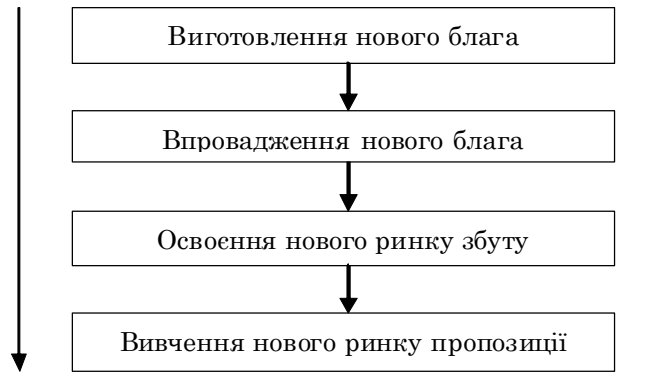 Виготовлення нового блага
Впровадження нового блага
Освоєння нового ринку збуту
Вивчення нового ринку пропозиції